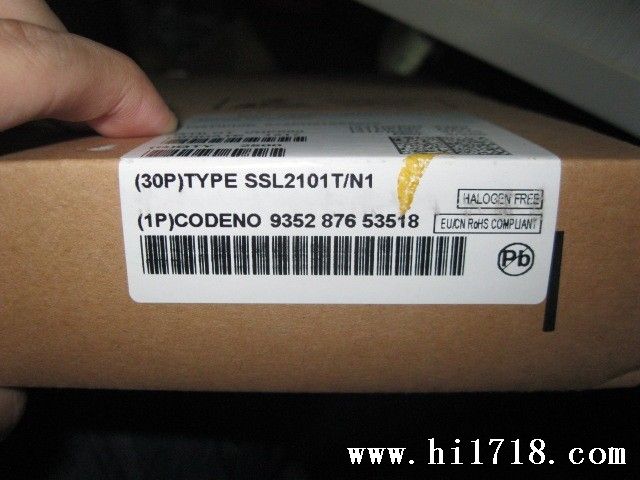 (30P)TYPE SSL2101T/N1
HALOGEN FREE
(1P)CODENO 9352 876 53518
EU/CN RoHS COMPLIANT
Pb
www.hi1718.com